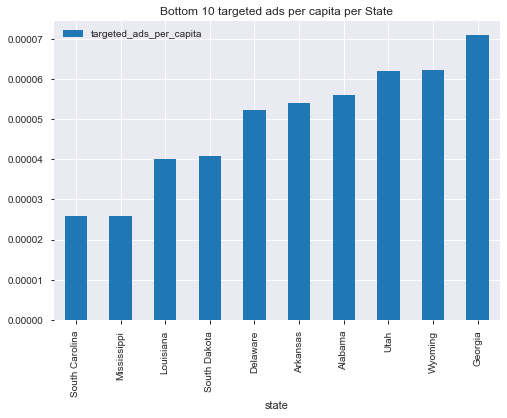 Bottom 10 targeted ads per capita per State
targeted_ads_per_capita
0.00007
0.00006
0.00005
0.00004
0.00003
0.00002
0.00001
0.00000
South Carolina
Mississippi
Louisiana
South Dakota
Delaware
Arkansas
Alabama
Utah
Wyoming
Georgia
state